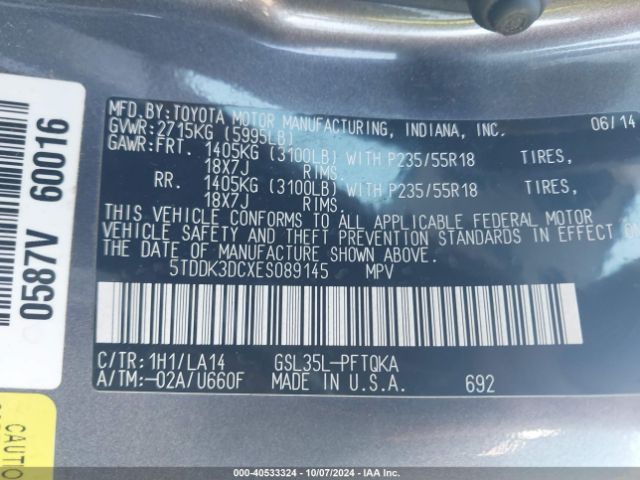 MFD. BY: TOYOTA MOTOR MANUFACTURING, INDIANA, INC. 06/14
GVWR: 2715KG (5995LB)
GAWR: FRT. 1405KG (3100LB) WITH P235/55R18 TIRES,
18X7J RIMS.
RR. 1405KG (3100LB) WITH P235/55R18 TIRES,
18X7J RIMS.
THIS VEHICLE CONFORMS TO ALL APPLICABLE FEDERAL MOTOR
VEHICLE SAFETY AND THEFT PREVENTION STANDARDS IN EFFECT
THE DATE OF MANUFACTURE SHOWN ABOVE.
5TDDK3DCXES089145 MPV
C/TR: 1H1/LA14 GSL35L-PFTQKA
A/TM: -02A/U660F MADE IN U.S.A. 692
0587V 60016
CAUTIO
000-40533324 - 10/07/2024 - IAA Inc.